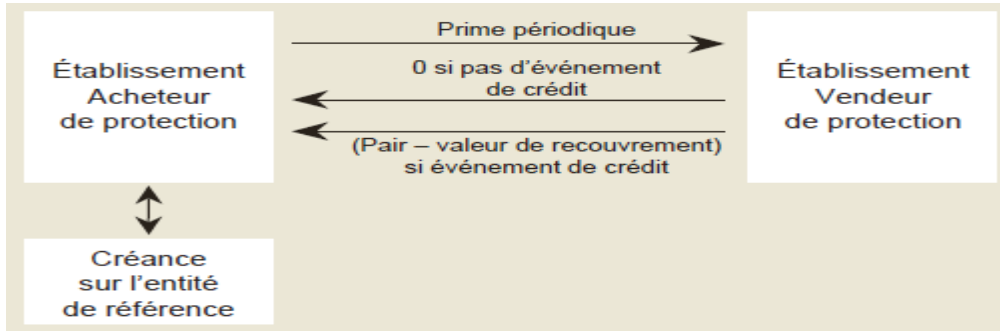 Établissement
Acheteur
de protection
Prime périodique
0 si pas d'événement
de crédit
(Pair – valeur de recouvrement)
si événement de crédit
Établissement
Vendeur
de protection
Créance
sur l'entité
de référence